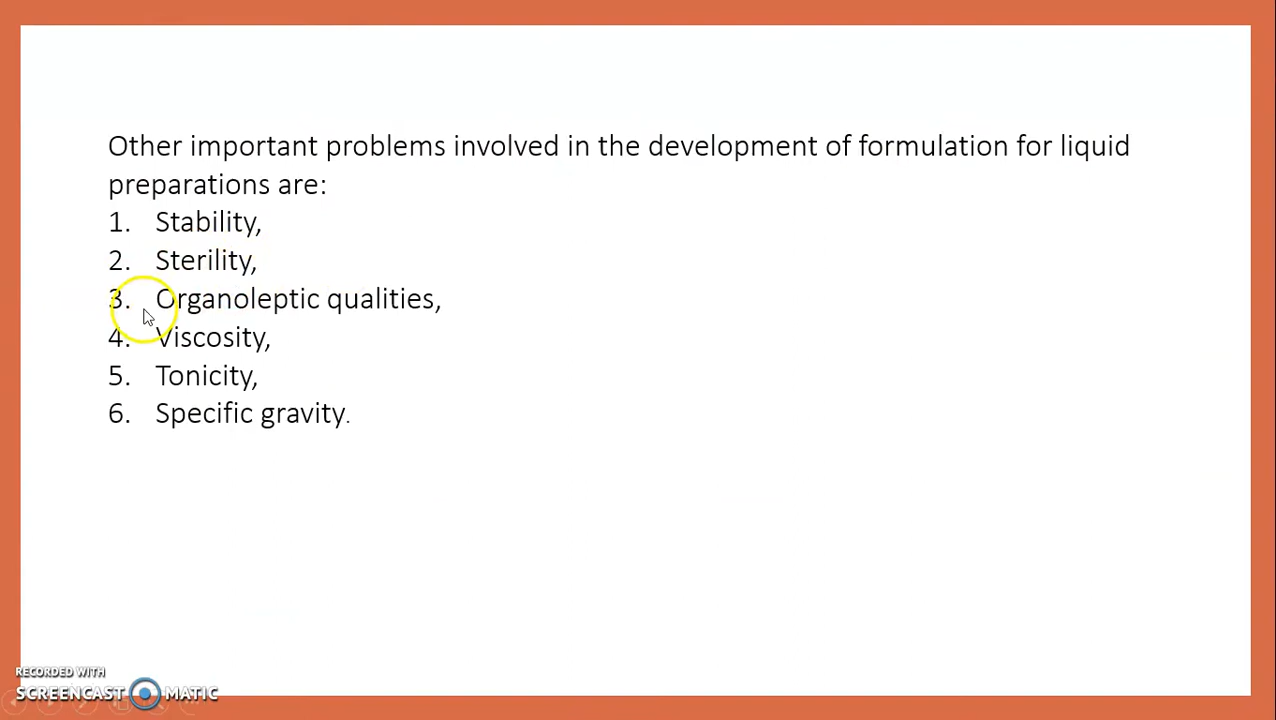 Other important problems involved in the development of formulation for liquid
preparations are:
1. Stability,
2. Sterility,
3. Organoleptic qualities,
4. Viscosity,
5. Tonicity,
6. Specific gravity.
RECORDED WITH
SCREENCAST MATIC